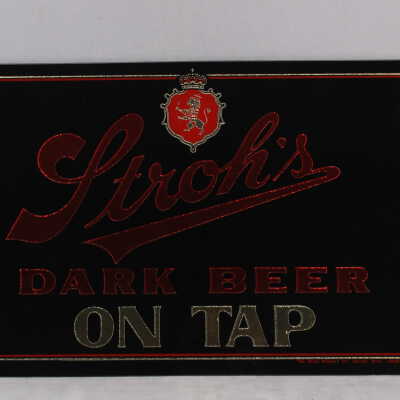 Stroh's
DARK BEER
ON TAP